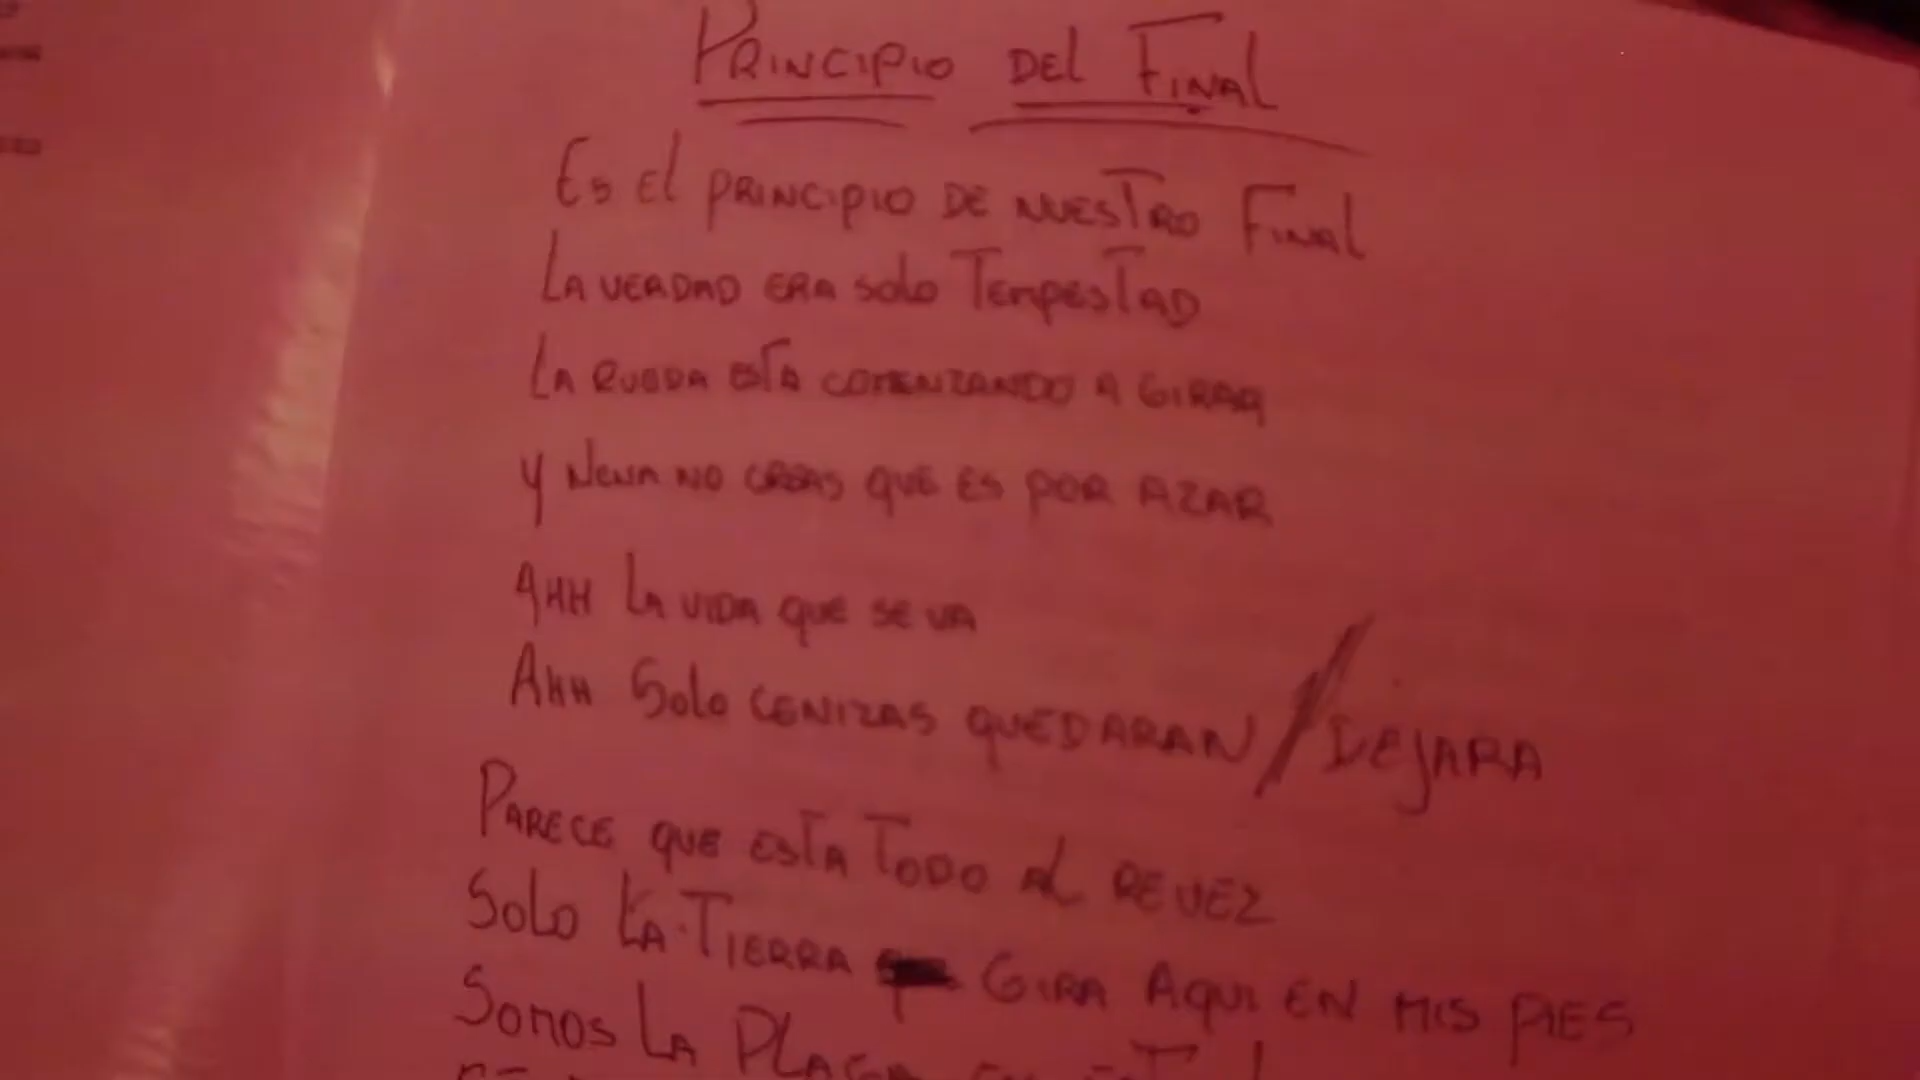 PRINCIPIO DEL FINAL
Es El PRINCIPIO DE NUESTRO FINAL
LA VERDAD ERA solo TEMPESTAD
LA RUEDA ESTA COMENZANDO A GIRAR
Y NENA NO CREAS QUE ES POR AZAR
AHH LA VIDA QUE SE VA
AHH Solo CENIZAS QUEDARAN / DEJARA
PARECE QUE ESTA TODO AL REVEZ
Solo LA TIERRA GIRA AQUI EN MIS PIES
SOMOS LA PLAGA